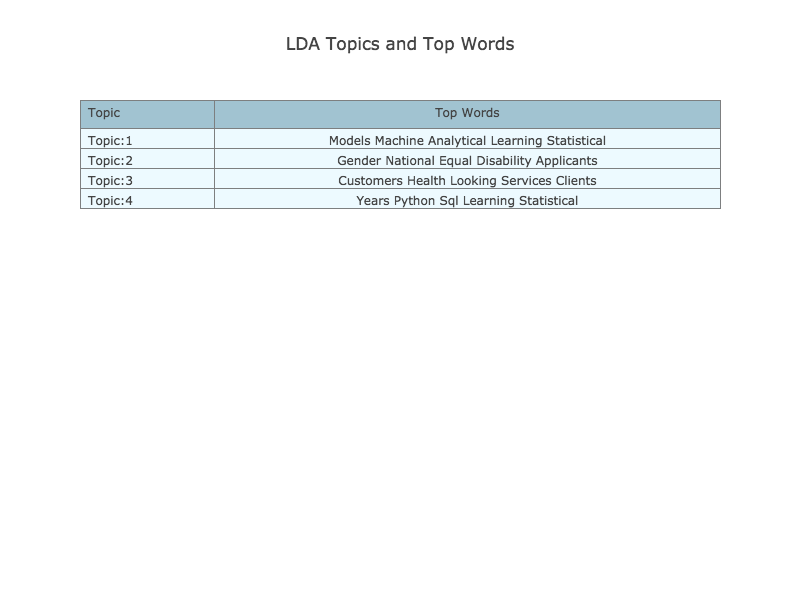 LDA Topics and Top Words
Topic Top Words
Topic:1 Models Machine Analytical Learning Statistical
Topic:2 Gender National Equal Disability Applicants
Topic:3 Customers Health Looking Services Clients
Topic:4 Years Python Sql Learning Statistical